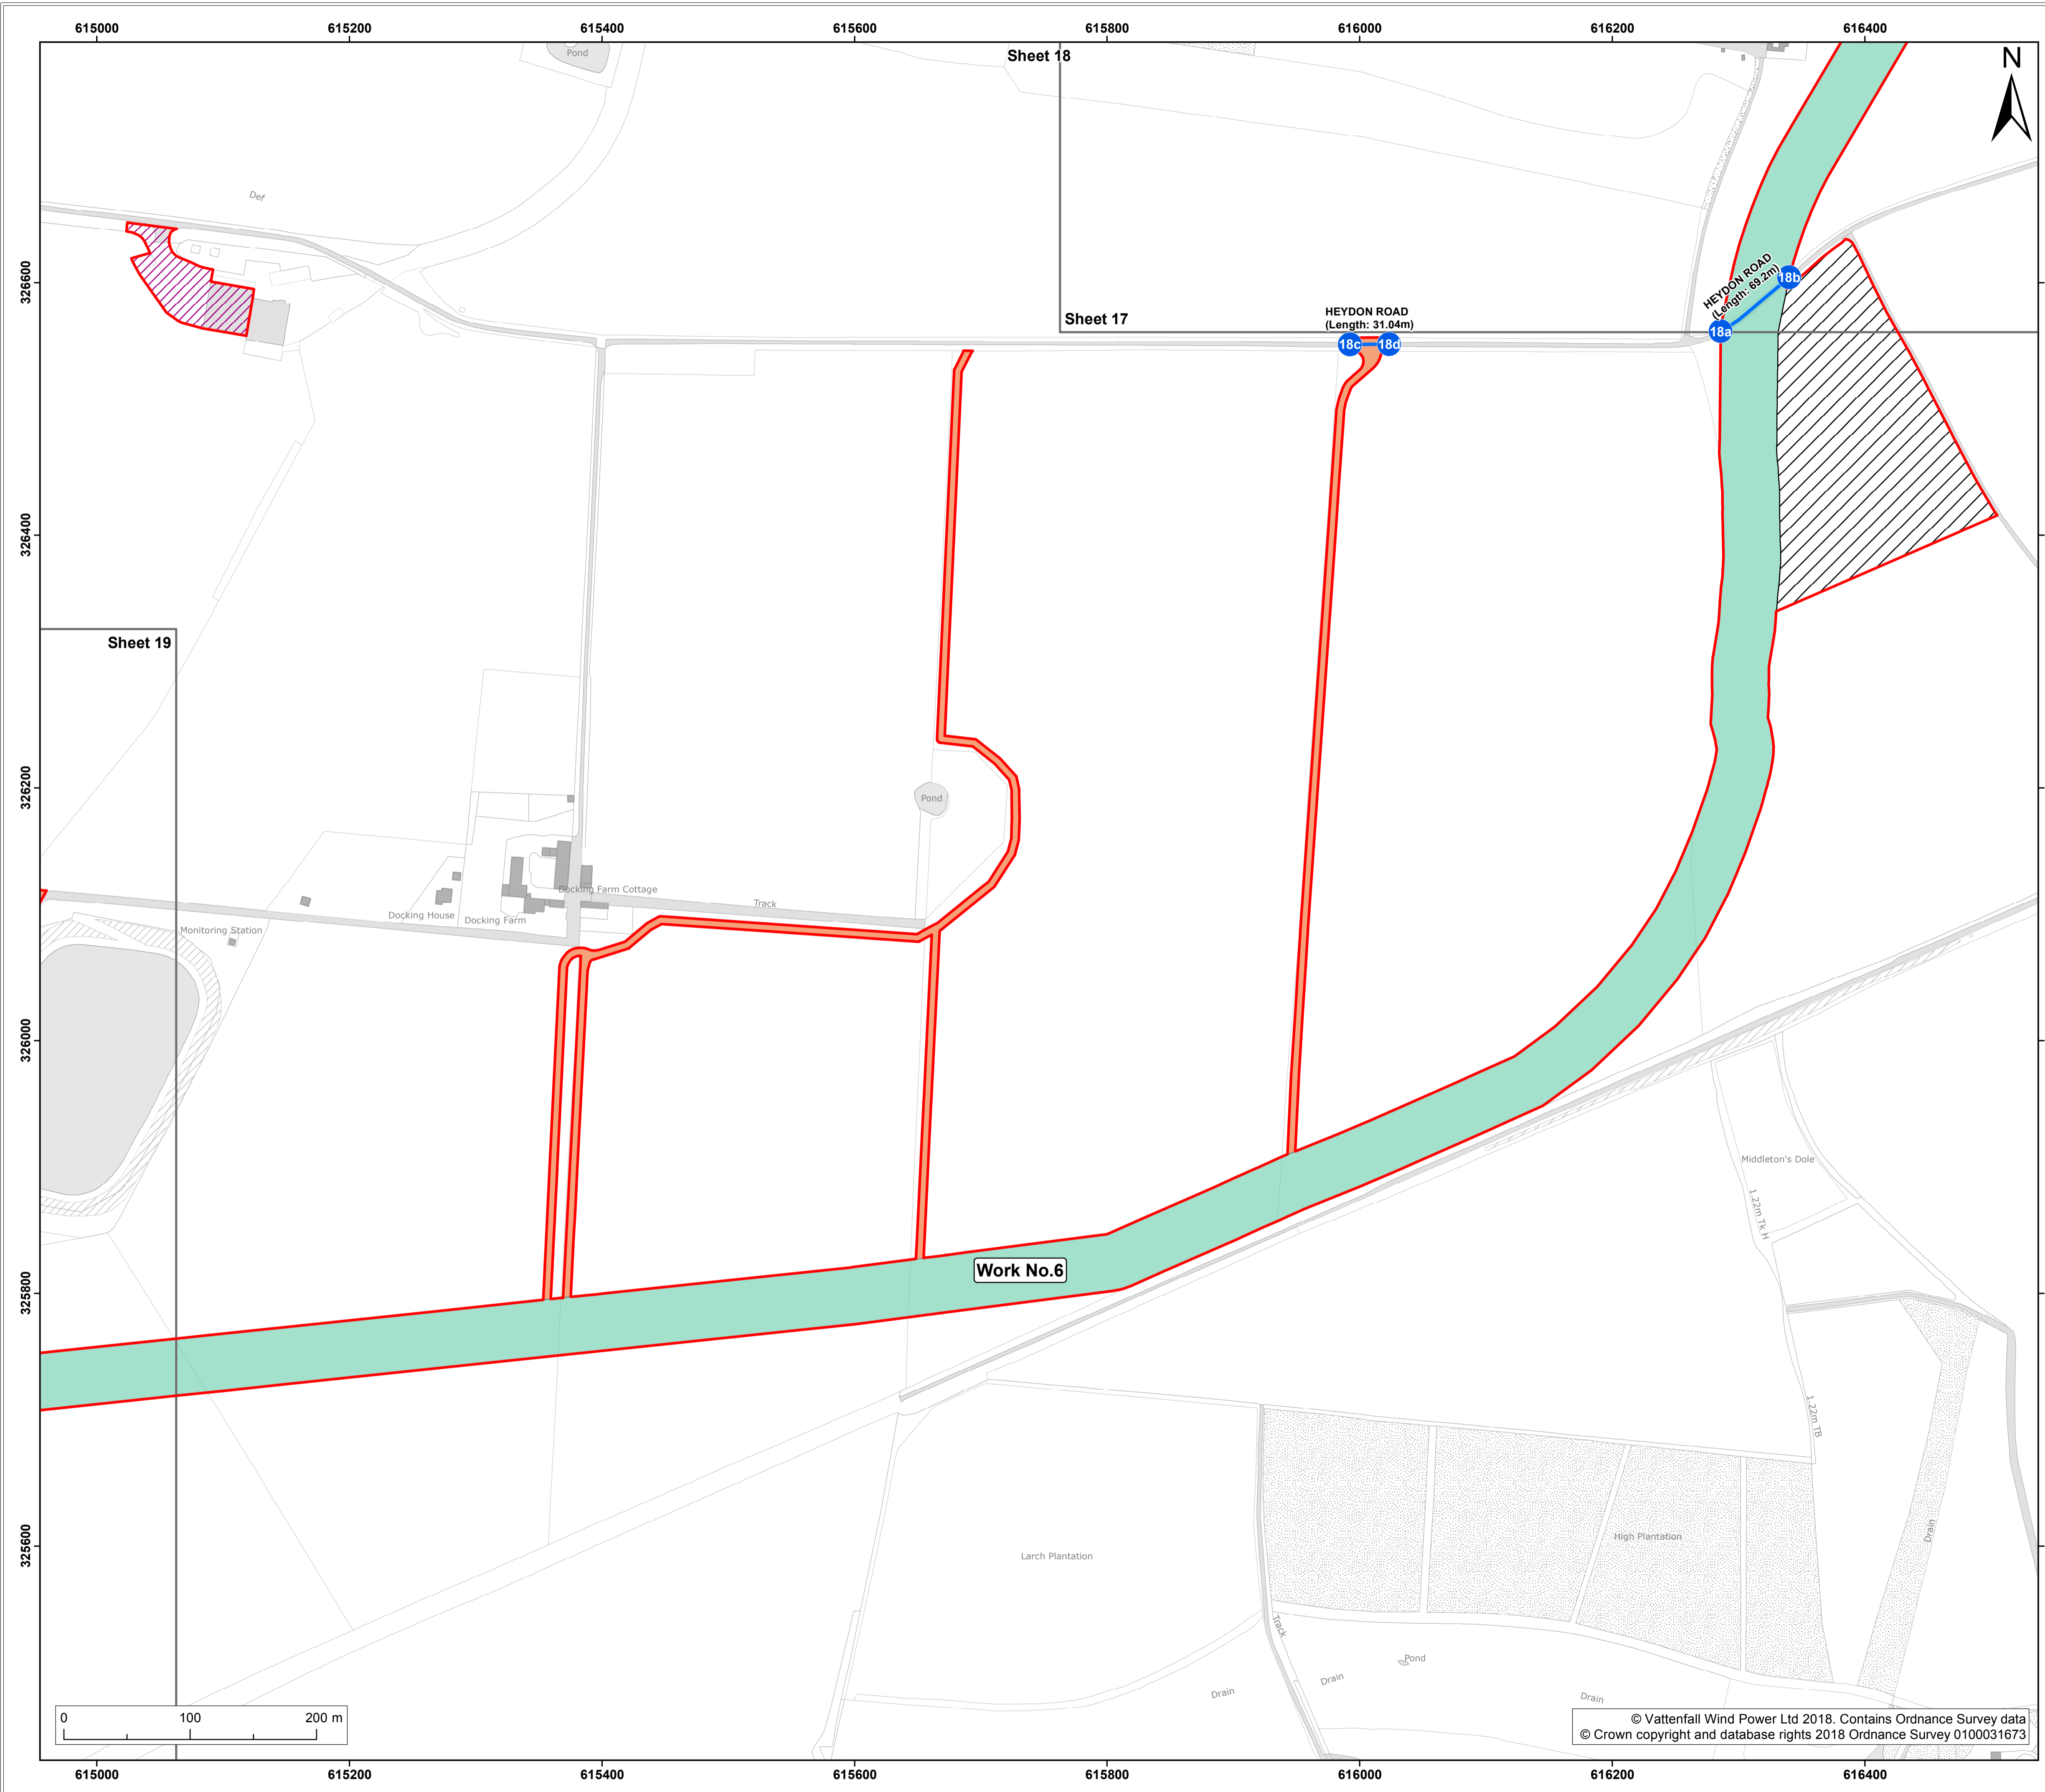 615000
615200
615400
615600
615800
616000
616200
616400
Pond
Sheet 18
N
Def
326600
HEYDON ROAD
(Length: 69.2m)
18b
18a
Sheet 17
HEYDON ROAD
(Length: 31.04m)
18c
18d
326400
Sheet 19
326200
Pond
Docking Farm Cottage
Track
Docking House
Docking Farm
Monitoring Station
326000
Middleton's Dole
1.22m Tk H
Work No.6
325800
1.22m TB
325600
Larch Plantation
High Plantation
Drain
Track
Pond
Drain
Drain
Drain
0
100
200 m
© Vattenfall Wind Power Ltd 2018. Contains Ordnance Survey data
© Crown copyright and database rights 2018 Ordnance Survey 0100031673
615000
615200
615400
615600
615800
616000
616200
616400